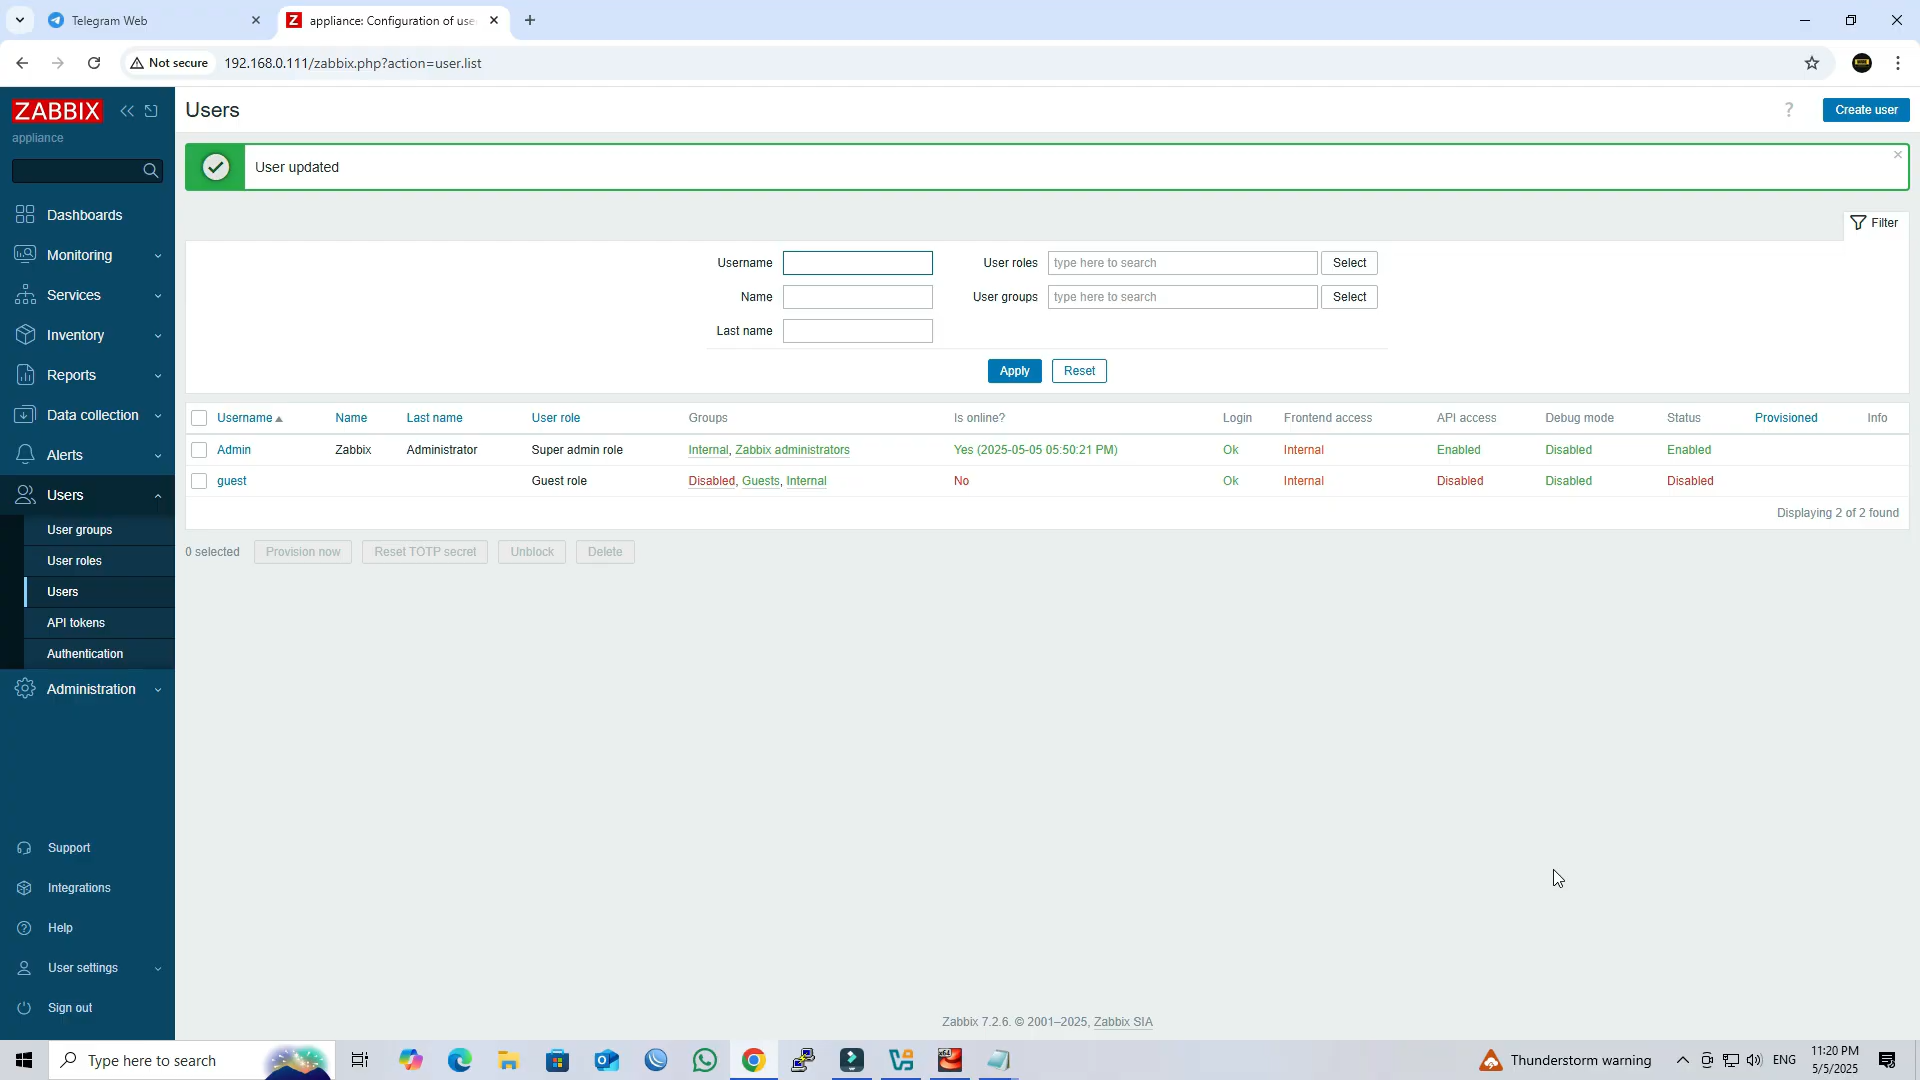 Telegram Web
Z appliance: Configuration of use
Not secure 192.168.0.111/zabbix.php?action=user.list
ZABBIX
appliance
Dashboards
Monitoring
Services
Inventory
Reports
Data collection
Alerts
Users
User groups
User roles
Users
API tokens
Authentication
Administration
Support
Integrations
Help
User settings
Sign out
Users
? Create user
User updated
Filter
Username User roles type here to search Select
Name User groups type here to search Select
Last name
Apply Reset
Username Name Last name User role Groups Is online? Login Frontend access API access Debug mode Status Provisioned Info
Admin Zabbix Administrator Super admin role Internal, Zabbix administrators Yes (2025-05-05 05:50:21 PM) Ok Internal Enabled Disabled Enabled
guest Guest role Disabled, Guests, Internal No Ok Internal Disabled Disabled Disabled
Displaying 2 of 2 found
0 selected Provision now Reset TOTP secret Unblock Delete
Zabbix 7.2.6. © 2001–2025, Zabbix SIA
Type here to search
x64
Thunderstorm warning
ENG
11:20 PM
5/5/2025